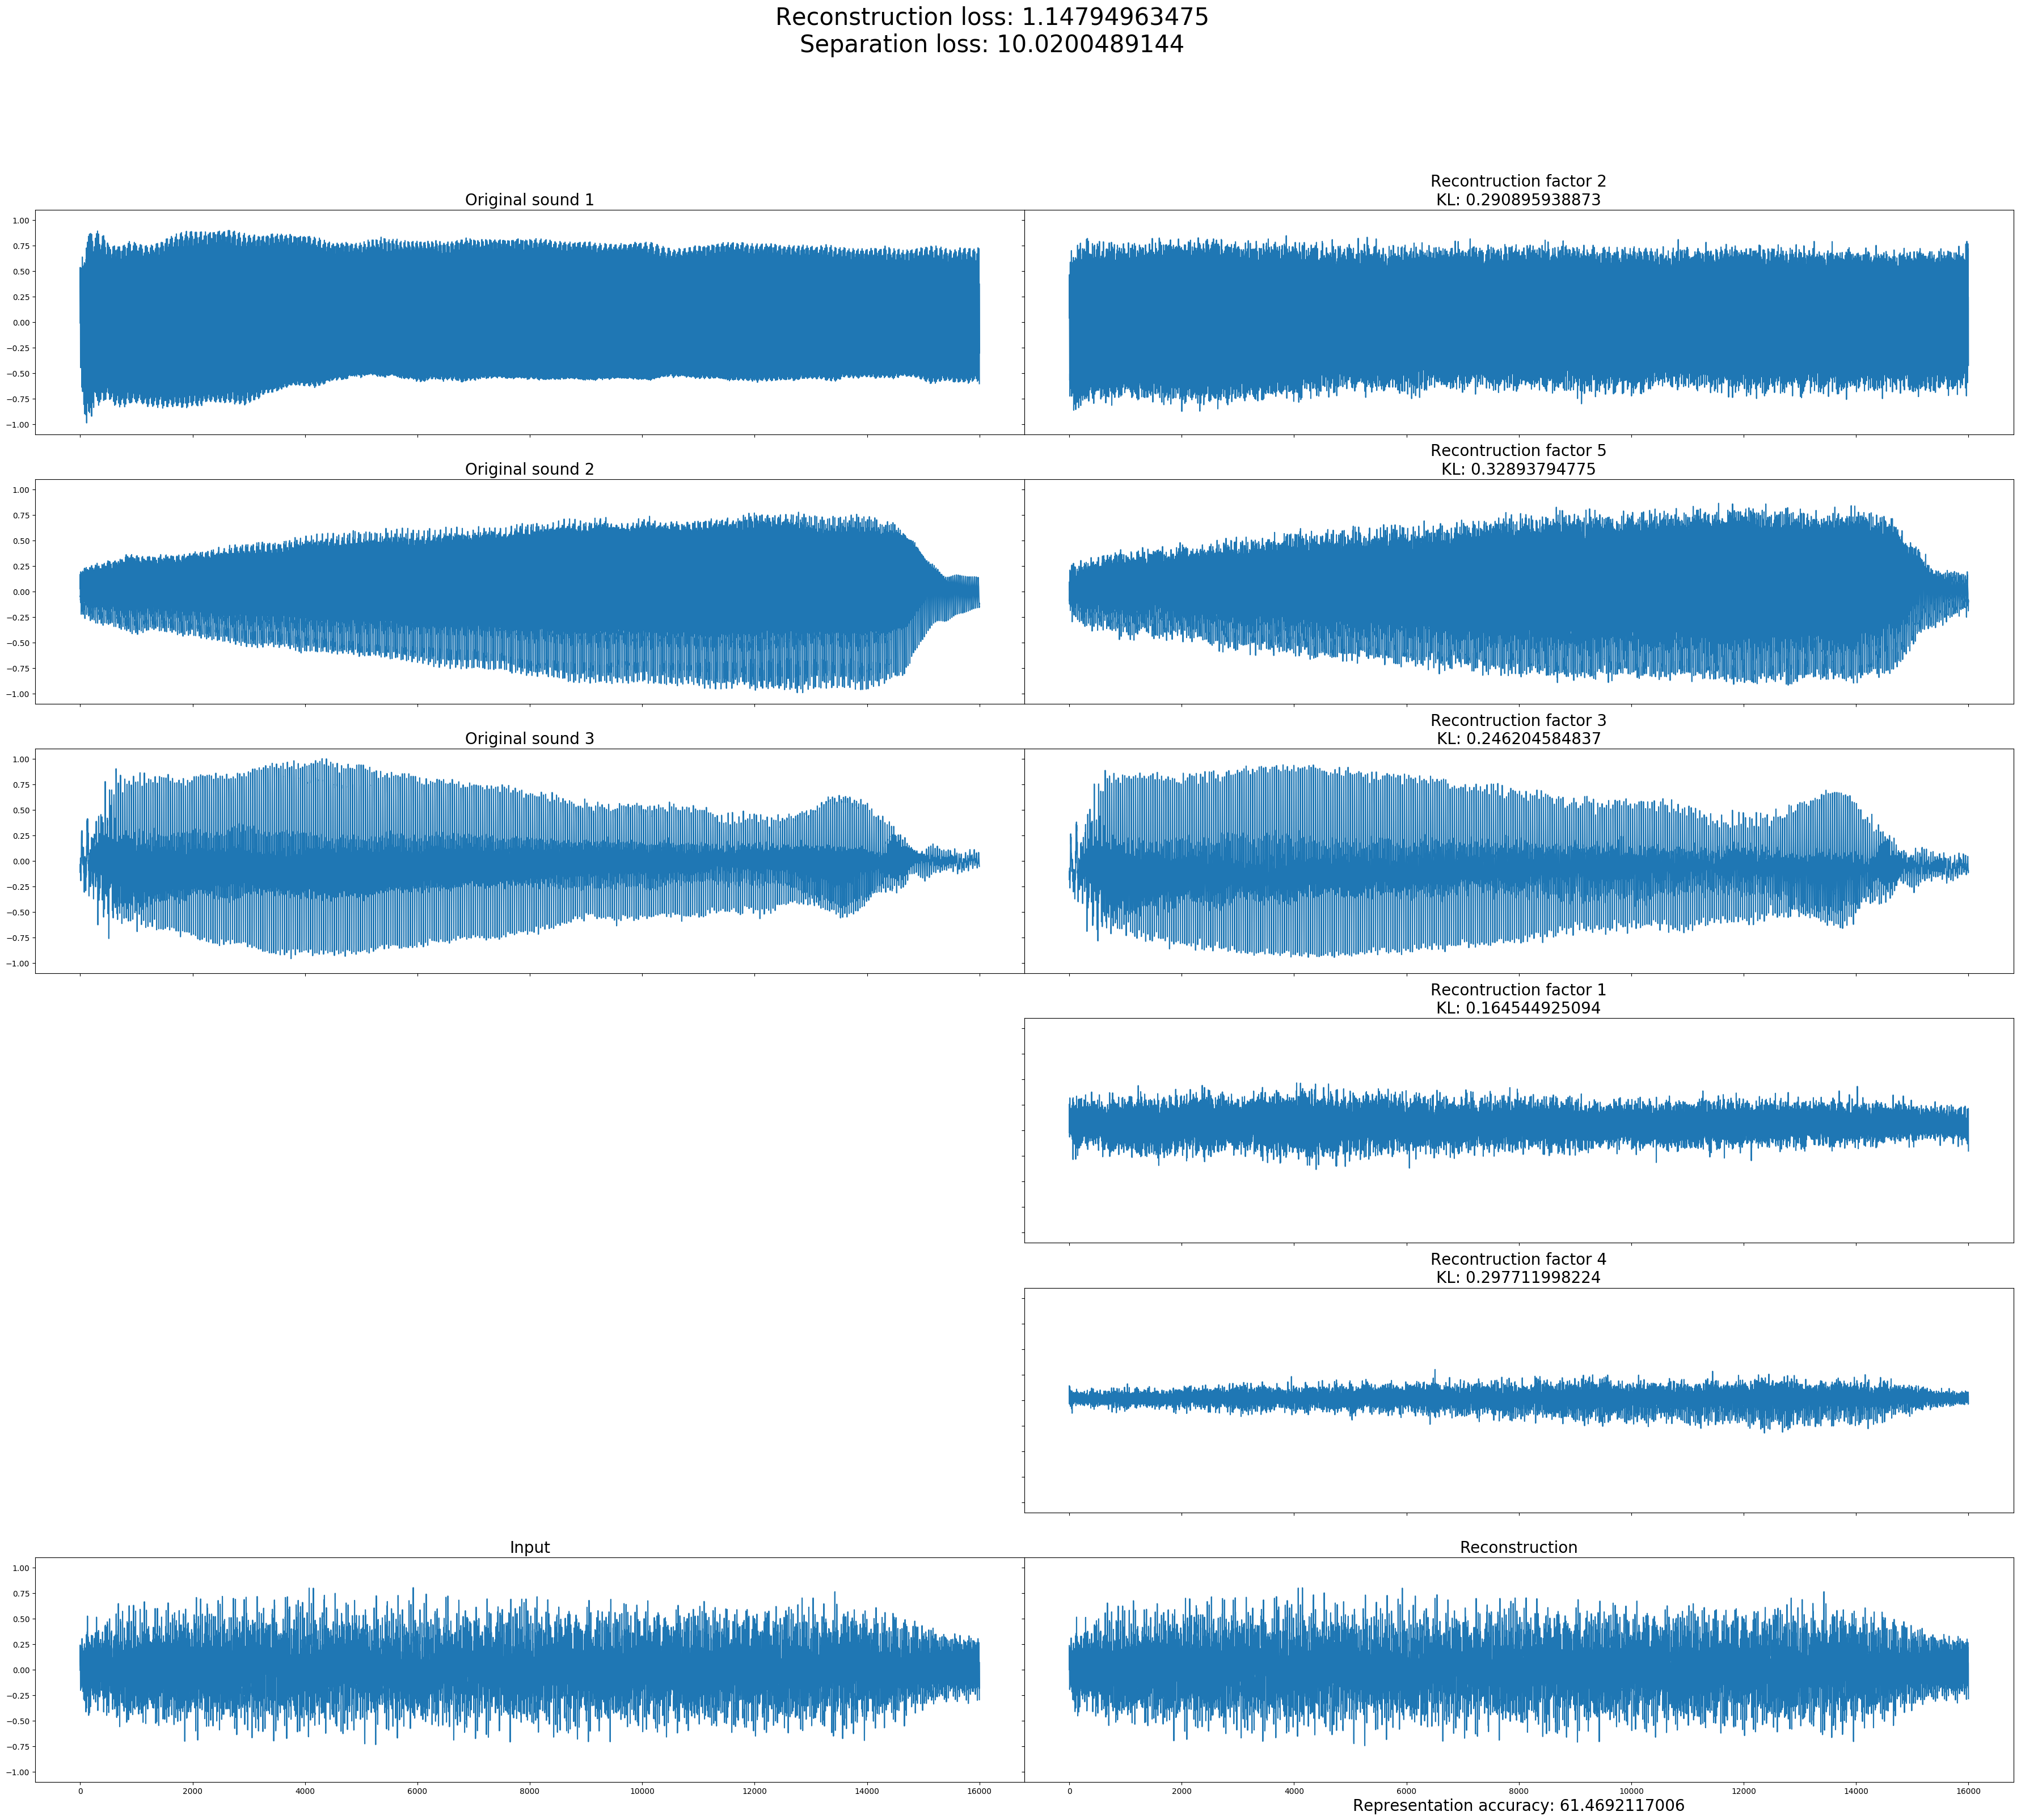 Reconstruction loss: 1.14794963475
Separation loss: 10.0200489144
Original sound 1
Recontruction factor 2
KL: 0.290895938873
1.00
0.75
0.50
0.25
0.00
−0.25
−0.50
−0.75
−1.00
Original sound 2
Recontruction factor 5
KL: 0.32893794775
1.00
0.75
0.50
0.25
0.00
−0.25
−0.50
−0.75
−1.00
Original sound 3
Recontruction factor 3
KL: 0.246204584837
1.00
0.75
0.50
0.25
0.00
−0.25
−0.50
−0.75
−1.00
Recontruction factor 1
KL: 0.164544925094
Recontruction factor 4
KL: 0.297711998224
Input
Reconstruction
1.00
0.75
0.50
0.25
0.00
−0.25
−0.50
−0.75
−1.00
0 2000 4000 6000 8000 10000 12000 14000 16000
0 2000 4000 6000 8000 10000 12000 14000 16000
Representation accuracy: 61.4692117006